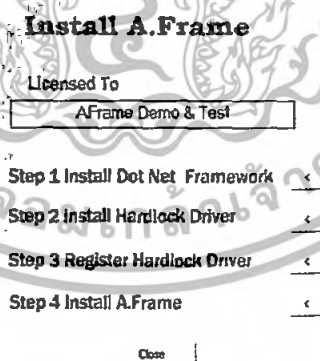 Install A.Frame
Licensed To
AFrame Demo & Test
Step 1 Install Dot Net Framework <
Step 2 Install Hardlock Driver <
Step 3 Register Hardlock Driver <
Step 4 Install A.Frame <
Close